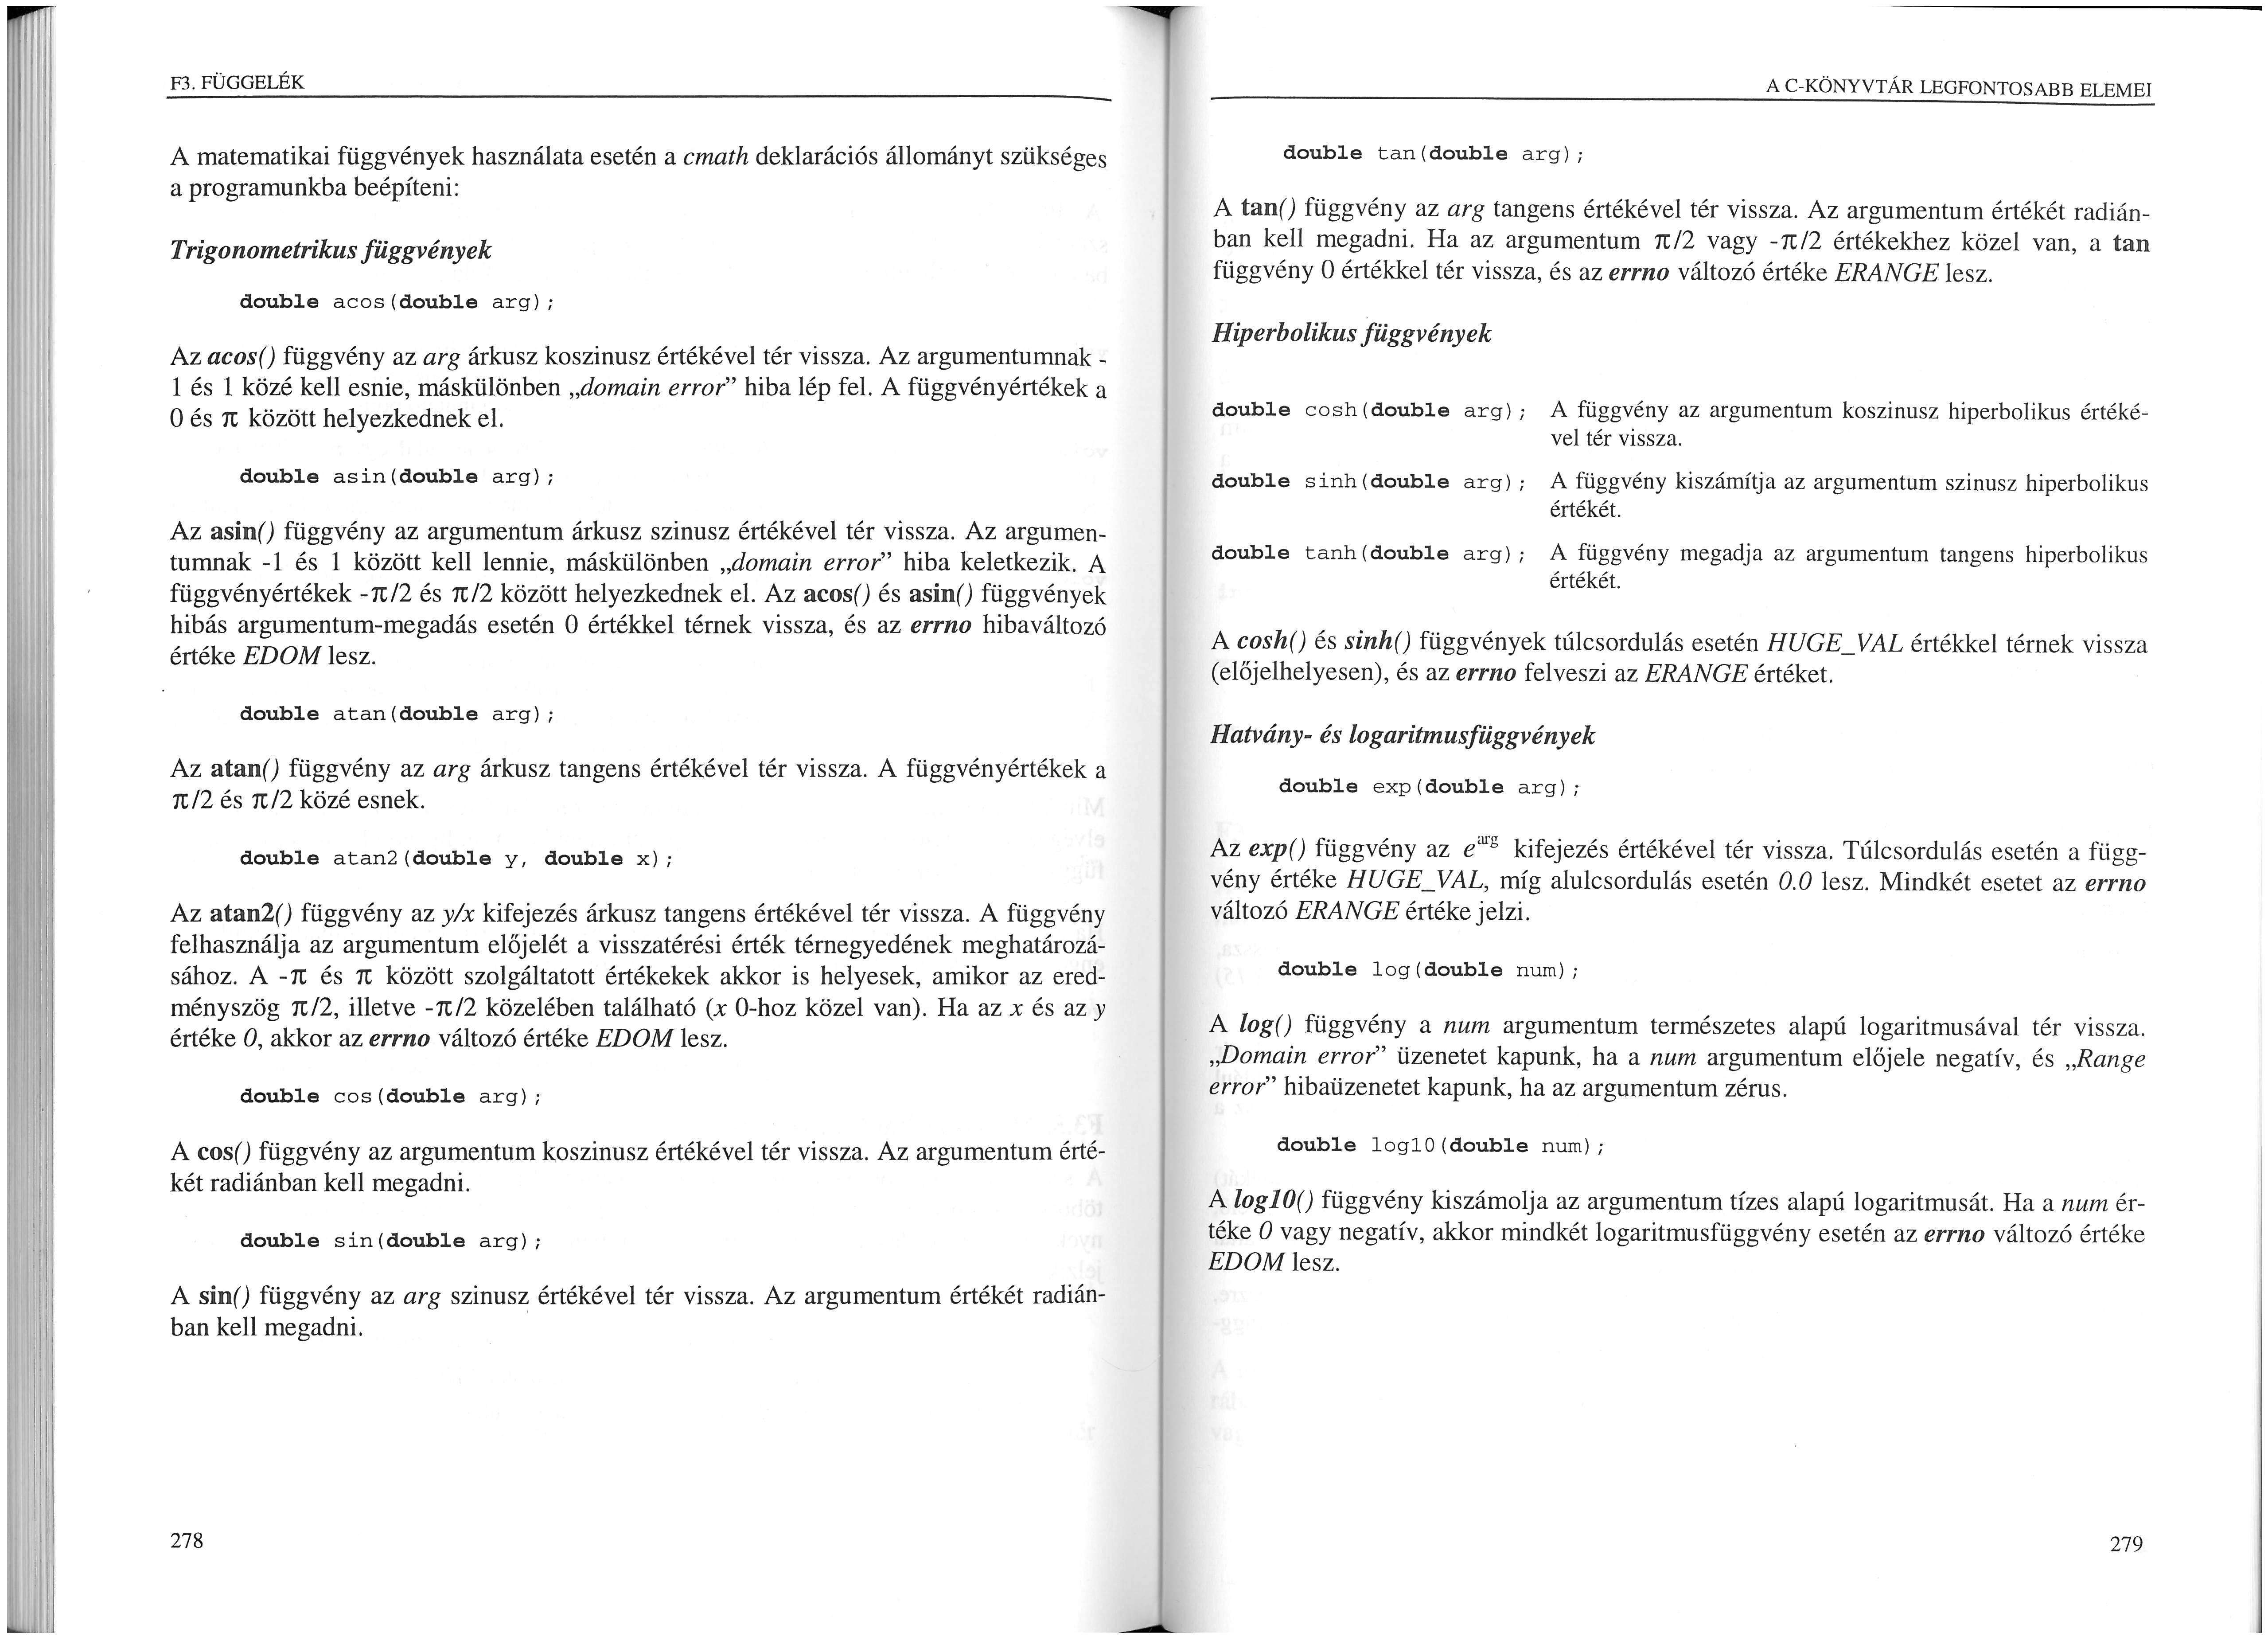 F3. FÜGGELÉK
A matematikai függvények használata esetén a cmath deklarációs állományt szükséges
a programunkba beépíteni:
Trigonometrikus függvények
double acos(double arg);
Az acos() függvény az arg árkusz koszinusz értékével tér vissza. Az argumentumnak -
1 és 1 közé kell esnie, máskülönben „domain error” hiba lép fel. A függvényértékek a
0 és π között helyezkednek el.
double asin(double arg);
Az asin() függvény az argumentum árkusz szinusz értékével tér vissza. Az argumen-
tumnak -1 és 1 között kell lennie, máskülönben „domain error” hiba keletkezik. A
függvényértékek -π/2 és π/2 között helyezkednek el. Az acos() és asin() függvények
hibás argumentum-megadás esetén 0 értékkel térnek vissza, és az errno hibaváltozó
értéke EDOM lesz.
double atan(double arg);
Az atan() függvény az arg árkusz tangens értékével tér vissza. A függvényértékek a
π/2 és π/2 közé esnek.
double atan2(double y, double x);
Az atan2() függvény az y/x kifejezés árkusz tangens értékével tér vissza. A függvény
felhasználja az argumentum előjelét a visszatérési érték térnegyedének meghatározá-
sához. A -π és π között szolgáltatott értékekek akkor is helyesek, amikor az ered-
ményszög π/2, illetve -π/2 közelében található (x 0-hoz közel van). Ha az x és az y
értéke 0, akkor az errno változó értéke EDOM lesz.
double cos(double arg);
A cos() függvény az argumentum koszinusz értékével tér vissza. Az argumentum érté-
két radiánban kell megadni.
double sin(double arg);
A sin() függvény az arg szinusz értékével tér vissza. Az argumentum értékét radián-
ban kell megadni.
278
A C-KÖNYVTÁR LEGFONTOSABB ELEMEI
double tan(double arg);
A tan() függvény az arg tangens értékével tér vissza. Az argumentum értékét radián-
ban kell megadni. Ha az argumentum π/2 vagy -π/2 értékekhez közel van, a tan
függvény 0 értékkel tér vissza, és az errno változó értéke ERANGE lesz.
Hiperbolikus függvények
double cosh(double arg); A függvény az argumentum koszinusz hiperbolikus értéké-
vel tér vissza.
double sinh(double arg); A függvény kiszámítja az argumentum szinusz hiperbolikus
értékét.
double tanh(double arg); A függvény megadja az argumentum tangens hiperbolikus
értékét.
A cosh() és sinh() függvények túlcsordulás esetén HUGE_VAL értékkel térnek vissza
(előjelhelyesen), és az errno felveszi az ERANGE értéket.
Hatvány- és logaritmusfüggvények
double exp(double arg);
Az exp() függvény az e^arg kifejezés értékével tér vissza. Túlcsordulás esetén a függ-
vény értéke HUGE_VAL, míg alulcsordulás esetén 0.0 lesz. Mindkét esetet az errno
változó ERANGE értéke jelzi.
double log(double num);
A log() függvény a num argumentum természetes alapú logaritmusával tér vissza.
„Domain error” üzenetet kapunk, ha a num argumentum előjele negatív, és „Range
error” hibaüzenetet kapunk, ha az argumentum zérus.
double log10(double num);
A log10() függvény kiszámolja az argumentum tízes alapú logaritmusát. Ha a num ér-
téke 0 vagy negatív, akkor mindkét logaritmusfüggvény esetén az errno változó értéke
EDOM lesz.
279